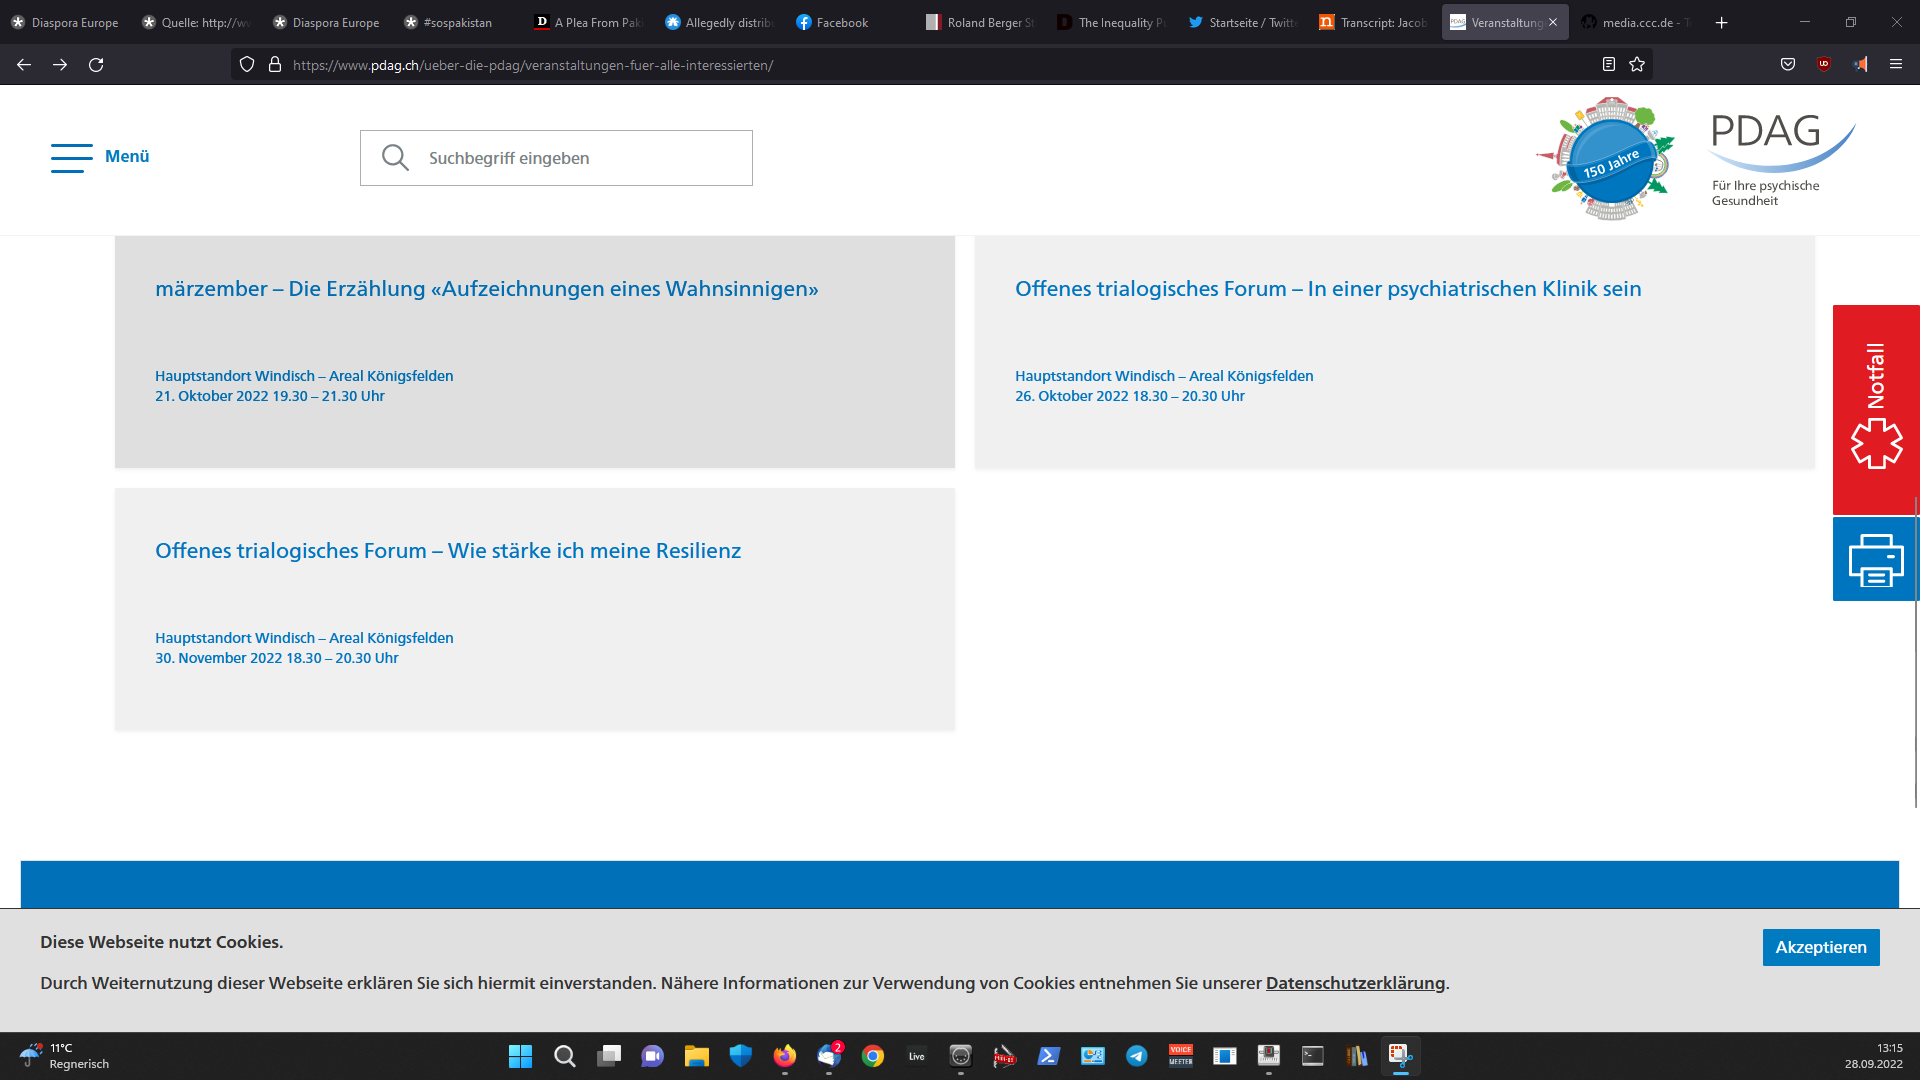 Diaspora Europe
Quelle: http://w
Diaspora Europe
#sospakistan
A Plea From Pak
Allegedly distrib
Facebook
Roland Berger St
The Inequality P
Startseite / Twitte
Transcript: Jacob
Veranstaltung
media.ccc.de - T
https://www.pdag.ch/ueber-die-pdag/veranstaltungen-fuer-alle-interessierten/
Menü
Suchbegriff eingeben
150 Jahre
PDAG
Für Ihre psychische
Gesundheit
märzember – Die Erzählung «Aufzeichnungen eines Wahnsinnigen»
Hauptstandort Windisch – Areal Königsfelden
21. Oktober 2022 19.30 – 21.30 Uhr
Offenes trialogisches Forum – In einer psychiatrischen Klinik sein
Hauptstandort Windisch – Areal Königsfelden
26. Oktober 2022 18.30 – 20.30 Uhr
Notfall
Offenes trialogisches Forum – Wie stärke ich meine Resilienz
Hauptstandort Windisch – Areal Königsfelden
30. November 2022 18.30 – 20.30 Uhr
Diese Webseite nutzt Cookies.
Akzeptieren
Durch Weiternutzung dieser Webseite erklären Sie sich hiermit einverstanden. Nähere Informationen zur Verwendung von Cookies entnehmen Sie unserer Datenschutzerklärung.
11°C
Regnerisch
2
Live
VOICE
MEETER
13:15
28.09.2022